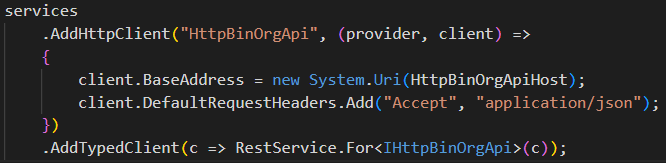 services
    .AddHttpClient("HttpBinOrgApi", (provider, client) =>
    {
        client.BaseAddress = new System.Uri(HttpBinOrgApiHost);
        client.DefaultRequestHeaders.Add("Accept", "application/json");
    })
    .AddTypedClient(c => RestService.For<IHttpBinOrgApi>(c));